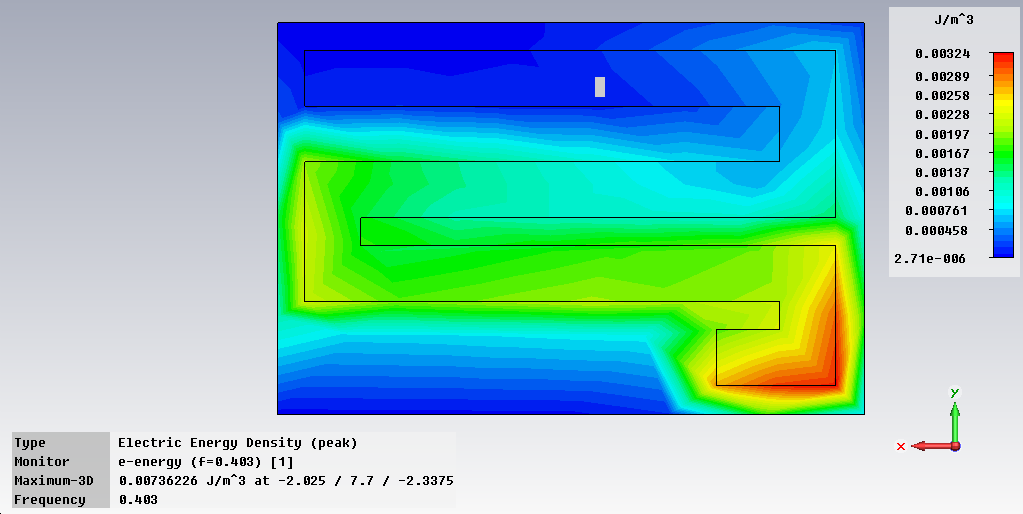 J/m^3
0.00324
0.00289
0.00258
0.00228
0.00197
0.00167
0.00137
0.00106
0.000761
0.000458
2.71e-006
y
x
Type Electric Energy Density (peak)
Monitor e-energy (f=0.403) [1]
Maximum-3D 0.00736226 J/m^3 at -2.025 / 7.7 / -2.3375
Frequency 0.403